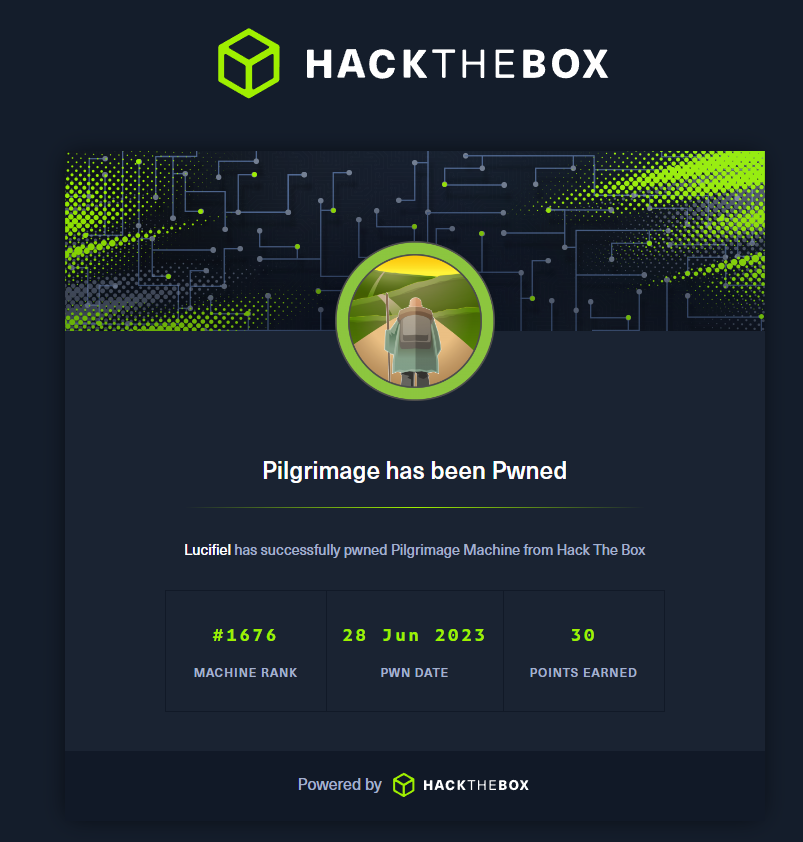 HACKTHEBOX
Pilgrimage has been Pwned
Lucifiel has successfully pwned Pilgrimage Machine from Hack The Box
#1676 28 Jun 2023 30
MACHINE RANK PWN DATE POINTS EARNED
Powered by HACKTHEBOX